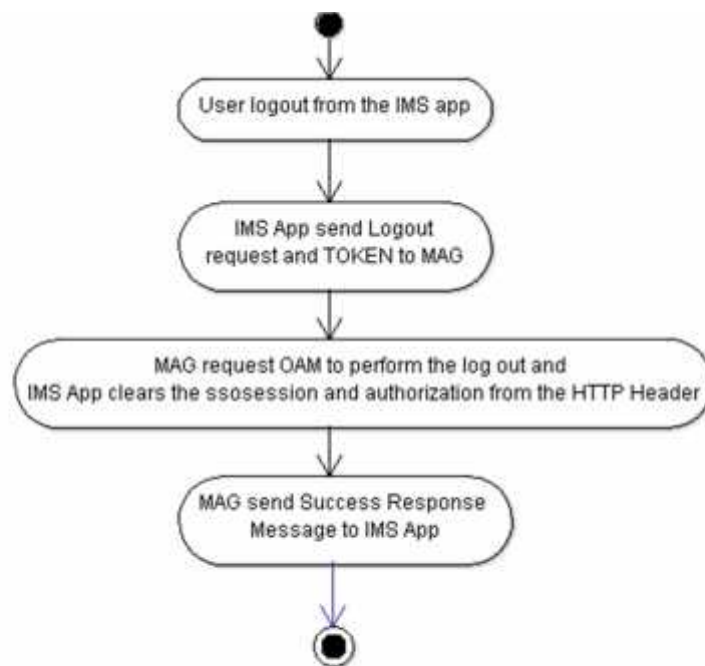 User logout from the IMS app
IMS App send Logout
request and TOKEN to MAG
MAG request OAM to perform the log out and
IMS App clears the ssosession and authorization from the HTTP Header
MAG send Success Response
Message to IMS App